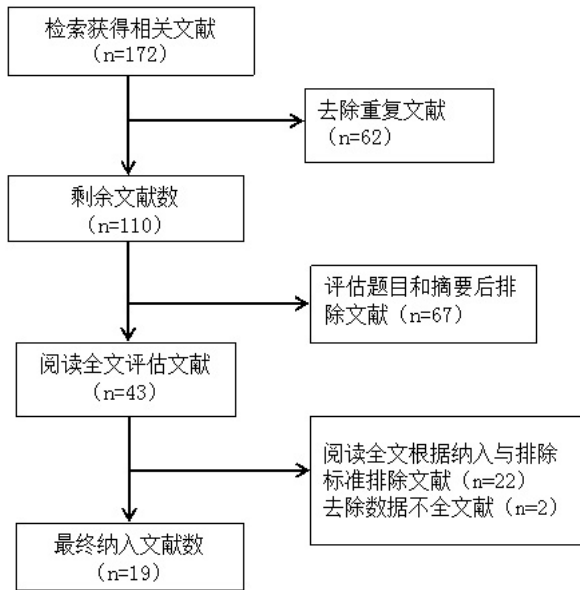 检索获得相关文献
(n=172)
去除重复文献
（n=62）
剩余文献数
（n=110）
评估题目和摘要后排
除文献（n=67）
阅读全文评估文献
（n=43）
阅读全文根据纳入与排除
标准排除文献（n=22）
去除数据不全文献（n=2）
最终纳入文献数
（n=19）